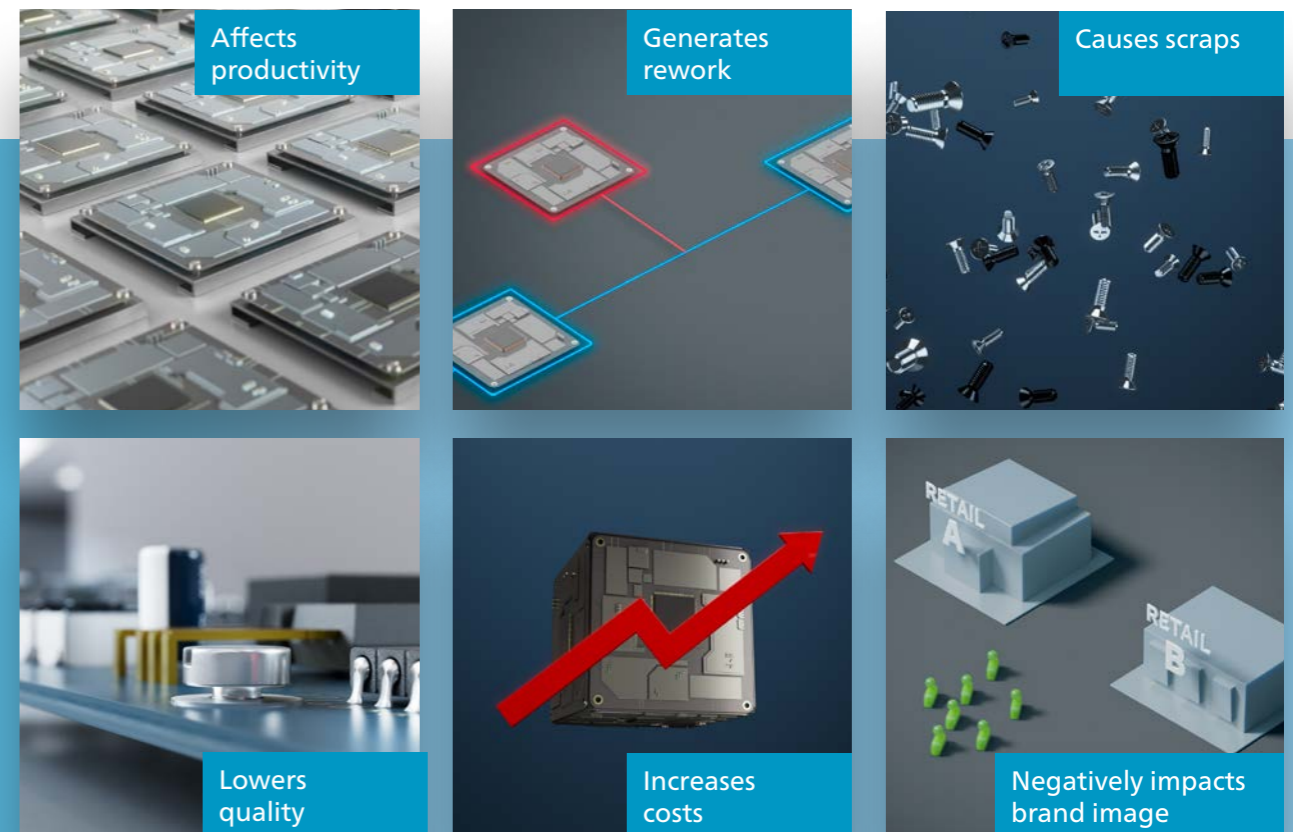 Affects
productivity
Generates
rework
Causes scraps
Lowers
quality
Increases
costs
RETAIL
A
RETAIL
B
Negatively impacts
brand image